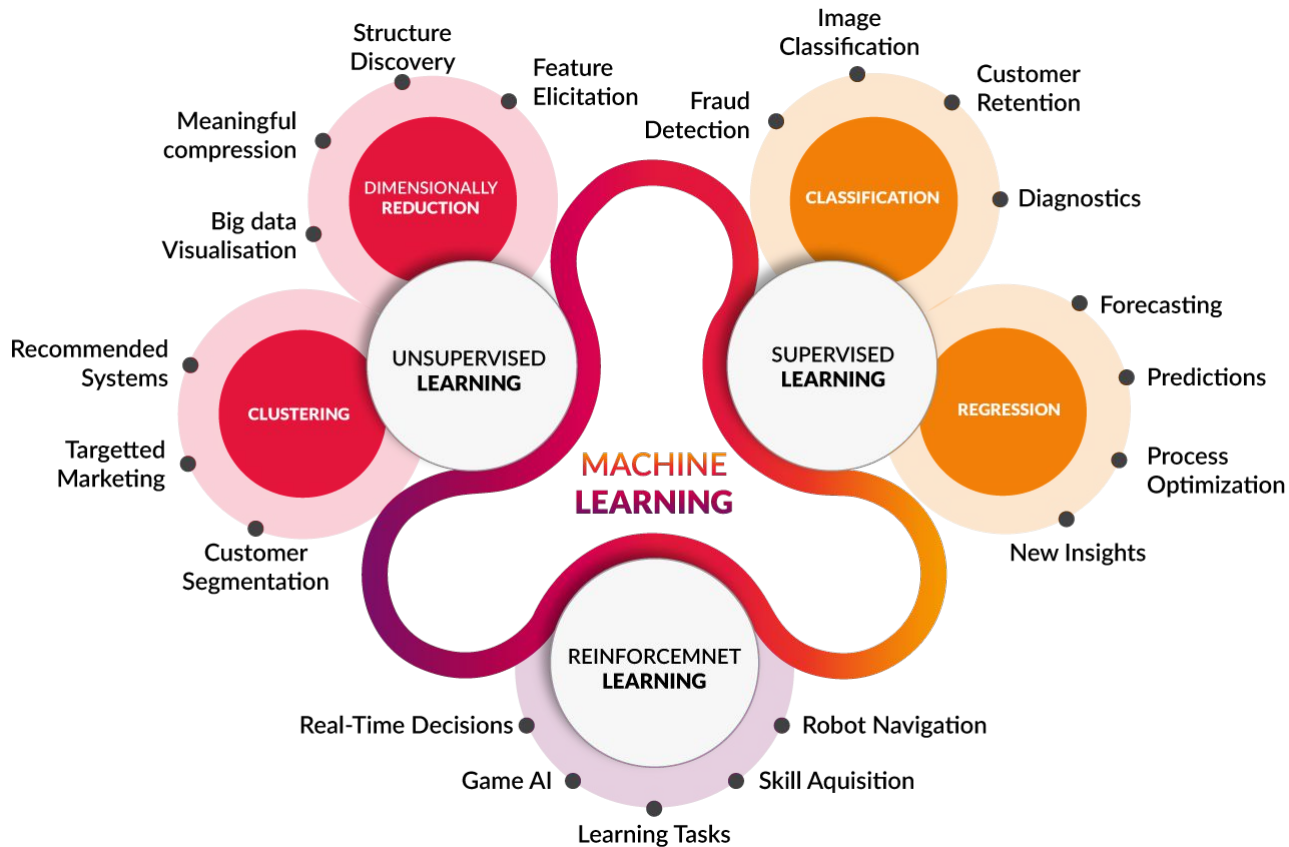 Structure
Discovery
Feature
Elicitation
Meaningful
compression
Big data
Visualisation
DIMENSIONALLY
REDUCTION
Recommended
Systems
Targetted
Marketing
Customer
Segmentation
CLUSTERING
UNSUPERVISED
LEARNING
Image
Classification
Fraud
Detection
Customer
Retention
Diagnostics
CLASSIFICATION
SUPERVISED
LEARNING
Forecasting
Predictions
Process
Optimization
New Insights
REGRESSION
MACHINE
LEARNING
REINFORCEMNET
LEARNING
Real-Time Decisions
Game AI
Learning Tasks
Skill Aquisition
Robot Navigation